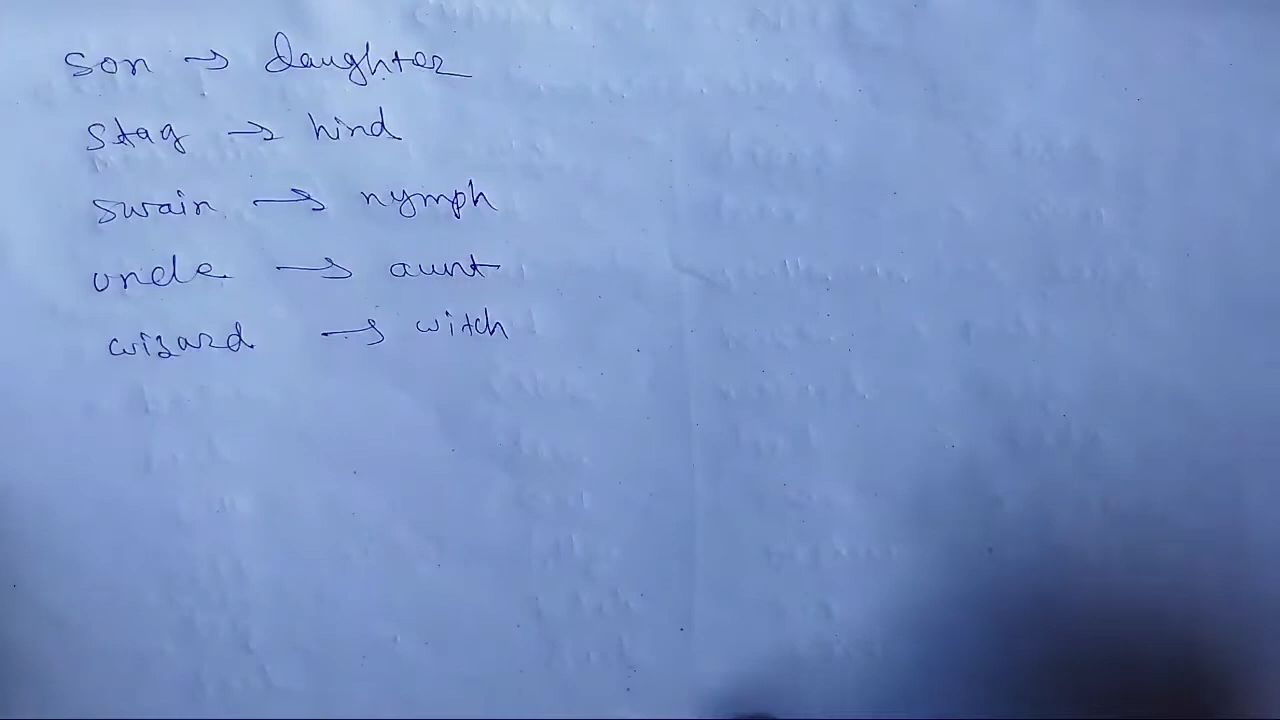 son → daughter
stag → hind
swain → nymph
uncle → aunt
wizard → witch